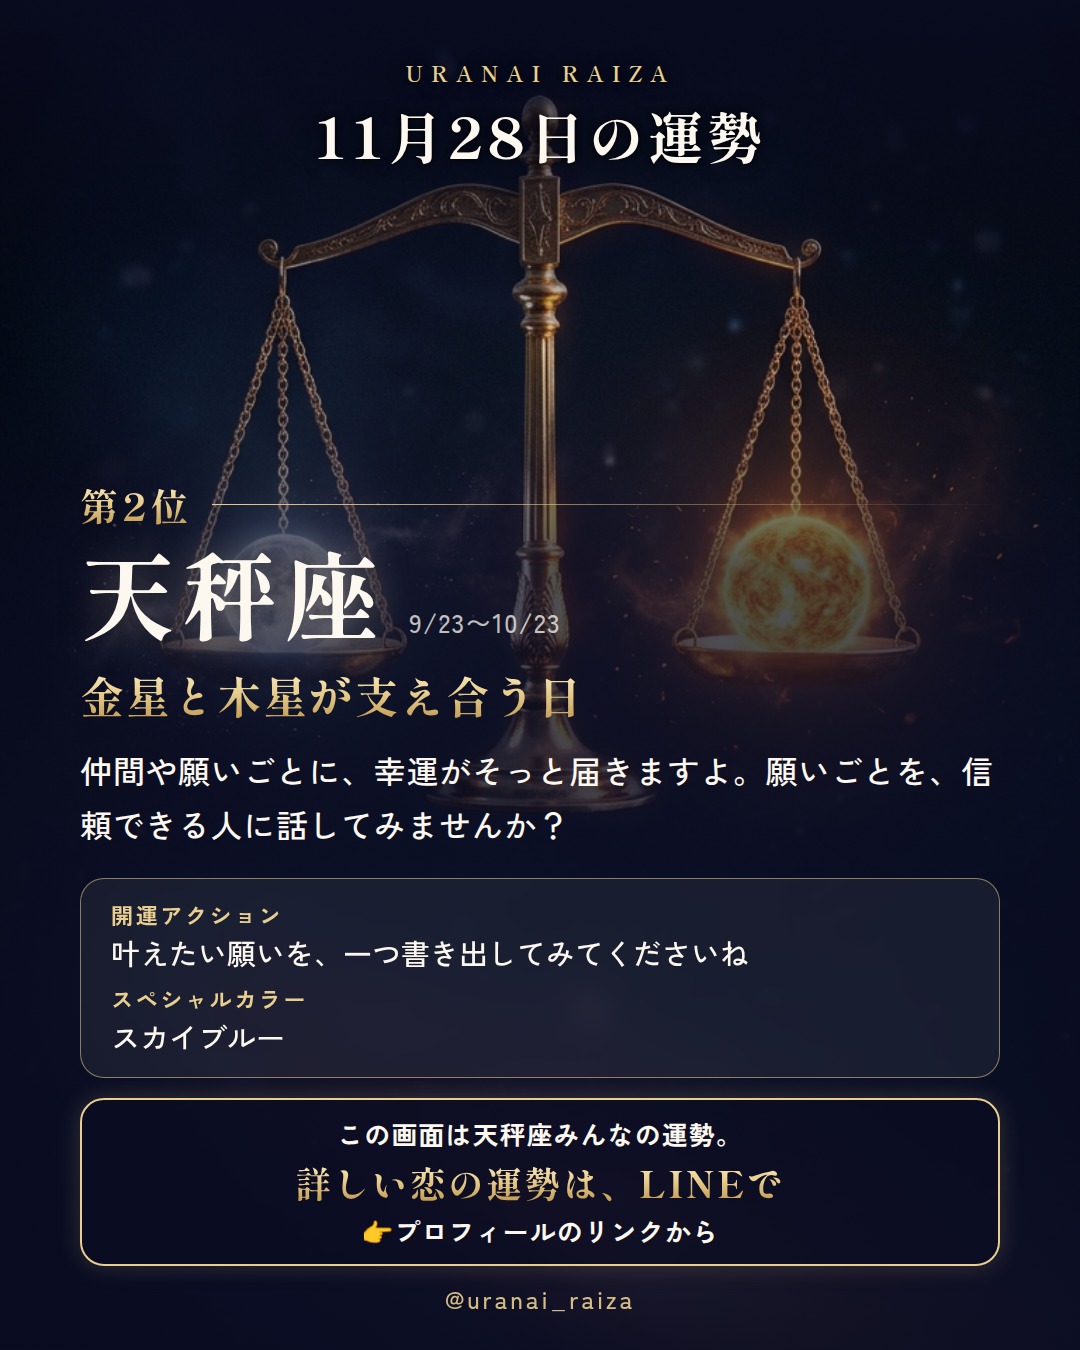 URANAI RAIZA
11月28日の運勢
第2位
天秤座 9/23〜10/23
金星と木星が支え合う日
仲間や願いごとに、幸運がそっと届きますよ。願いごとを、信
頼できる人に話してみませんか？
開運アクション
叶えたい願いを、一つ書き出してみてくださいね
スペシャルカラー
スカイブルー
この画面は天秤座みんなの運勢。
詳しい恋の運勢は、LINEで
👉プロフィールのリンクから
@uranai_raiza